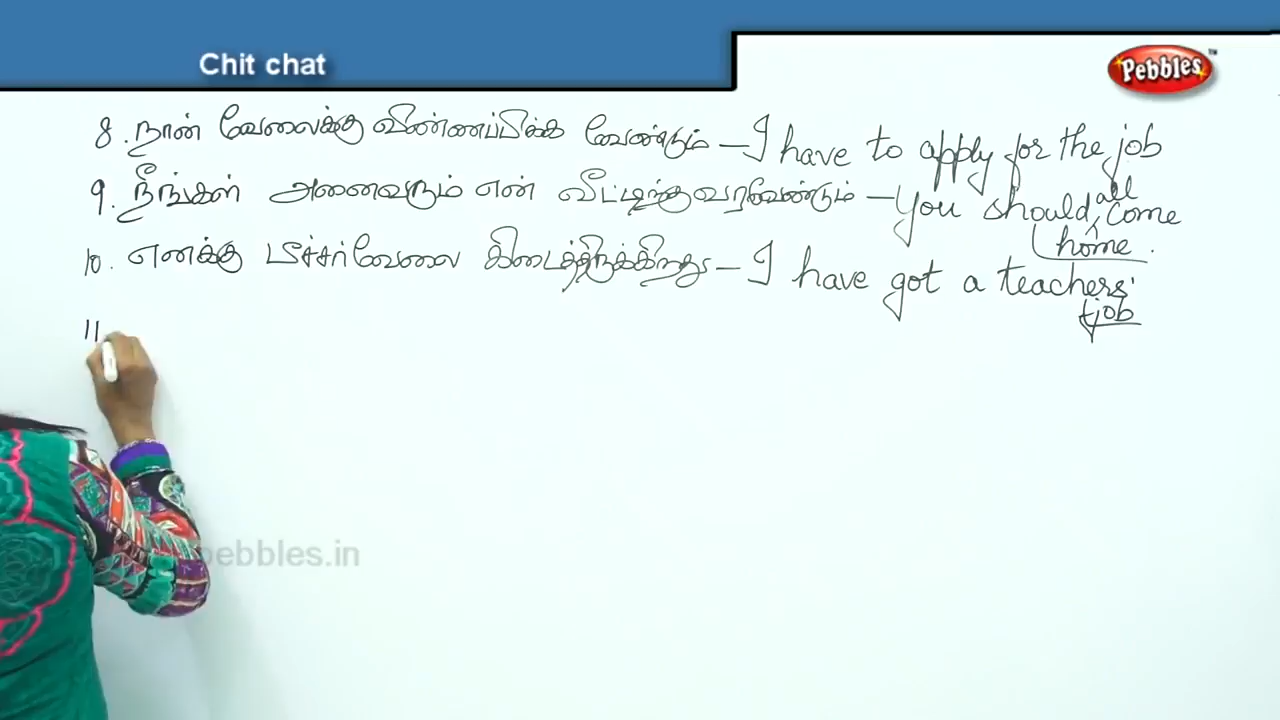 Chit chat
Pebbles™
8. நான் வேலைக்கு விண்ணப்பிக்க வேண்டும் – I have to apply for the job
9. நீங்கள் அனைவரும் என் வீட்டிற்கு வரவேண்டும் – You should, all come
home.
10. எனக்கு டீச்சர் வேலை கிடைத்திருக்கிறது – I have got a teachers'
job
11
pebbles.in